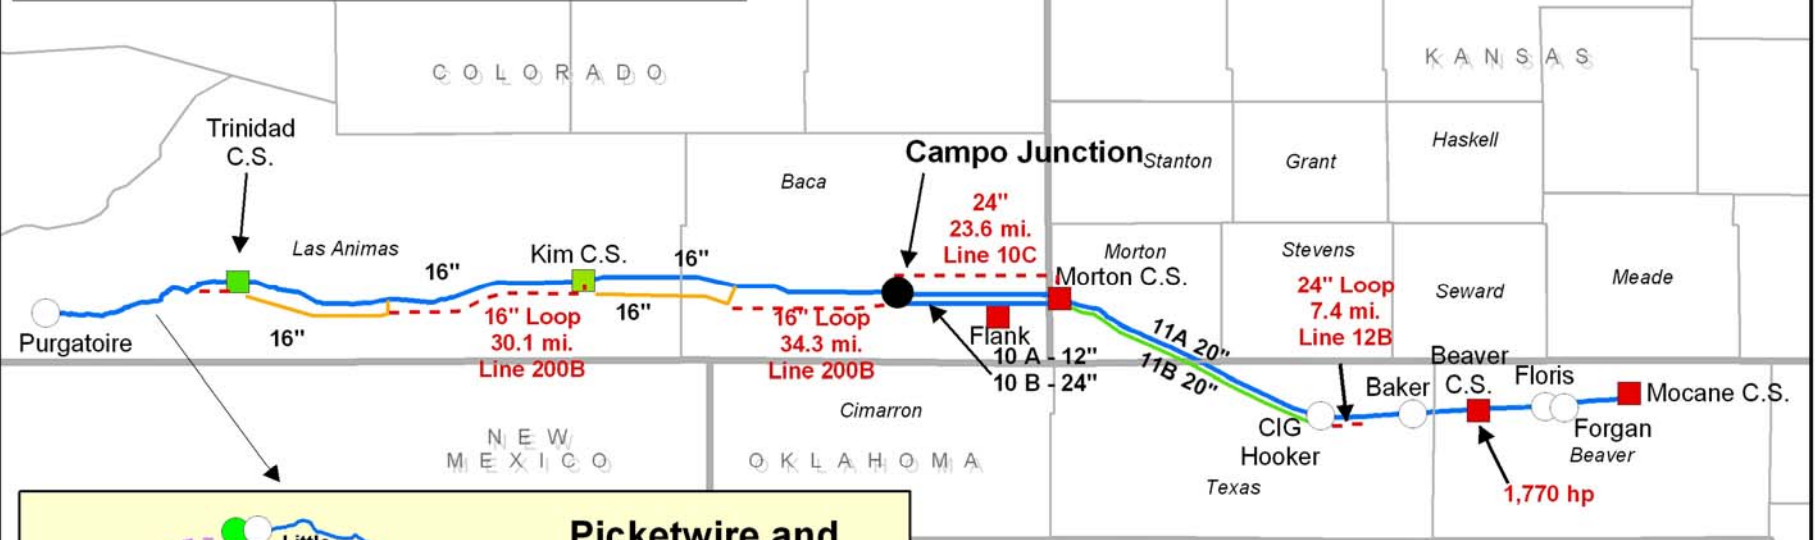 COLORADO
KANSAS
Trinidad
C.S.
Campo Junction
Stanton
Grant
Haskell
Baca
24"
23.6 mi.
Line 10C
Las Animas
Kim C.S.
16"
16"
Morton
Morton C.S.
Stevens
24" Loop
7.4 mi.
Line 12B
Seward
Meade
Purgatoire
16"
16" Loop
30.1 mi.
Line 200B
16"
16" Loop
34.3 mi.
Line 200B
Flank
10 A - 12"
10 B - 24"
11A 20"
11B 20"
Beaver
C.S.
Baker
Floris
Mocane C.S.
CIG
Hooker
Forgan
Beaver
Cimarron
NEW
MEXICO
OKLAHOMA
Texas
1,770 hp
Picketwire and
Little